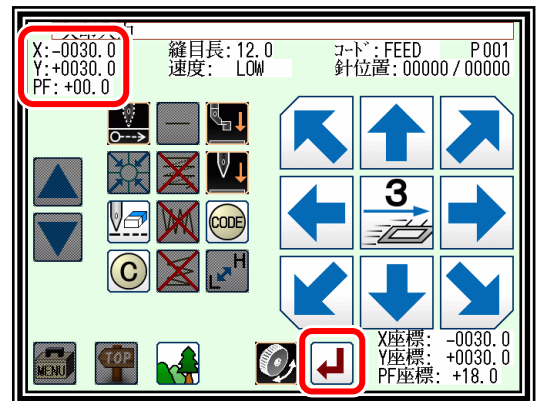 X:-0030.0
Y:+0030.0
PF:+00.0
縫目長:12.0
速度: LOW
コード:FEED P001
針位置:00000/00000
3
CODE
C
L H
MENU
TOP
X座標: -0030.0
Y座標: +0030.0
PF座標: +18.0